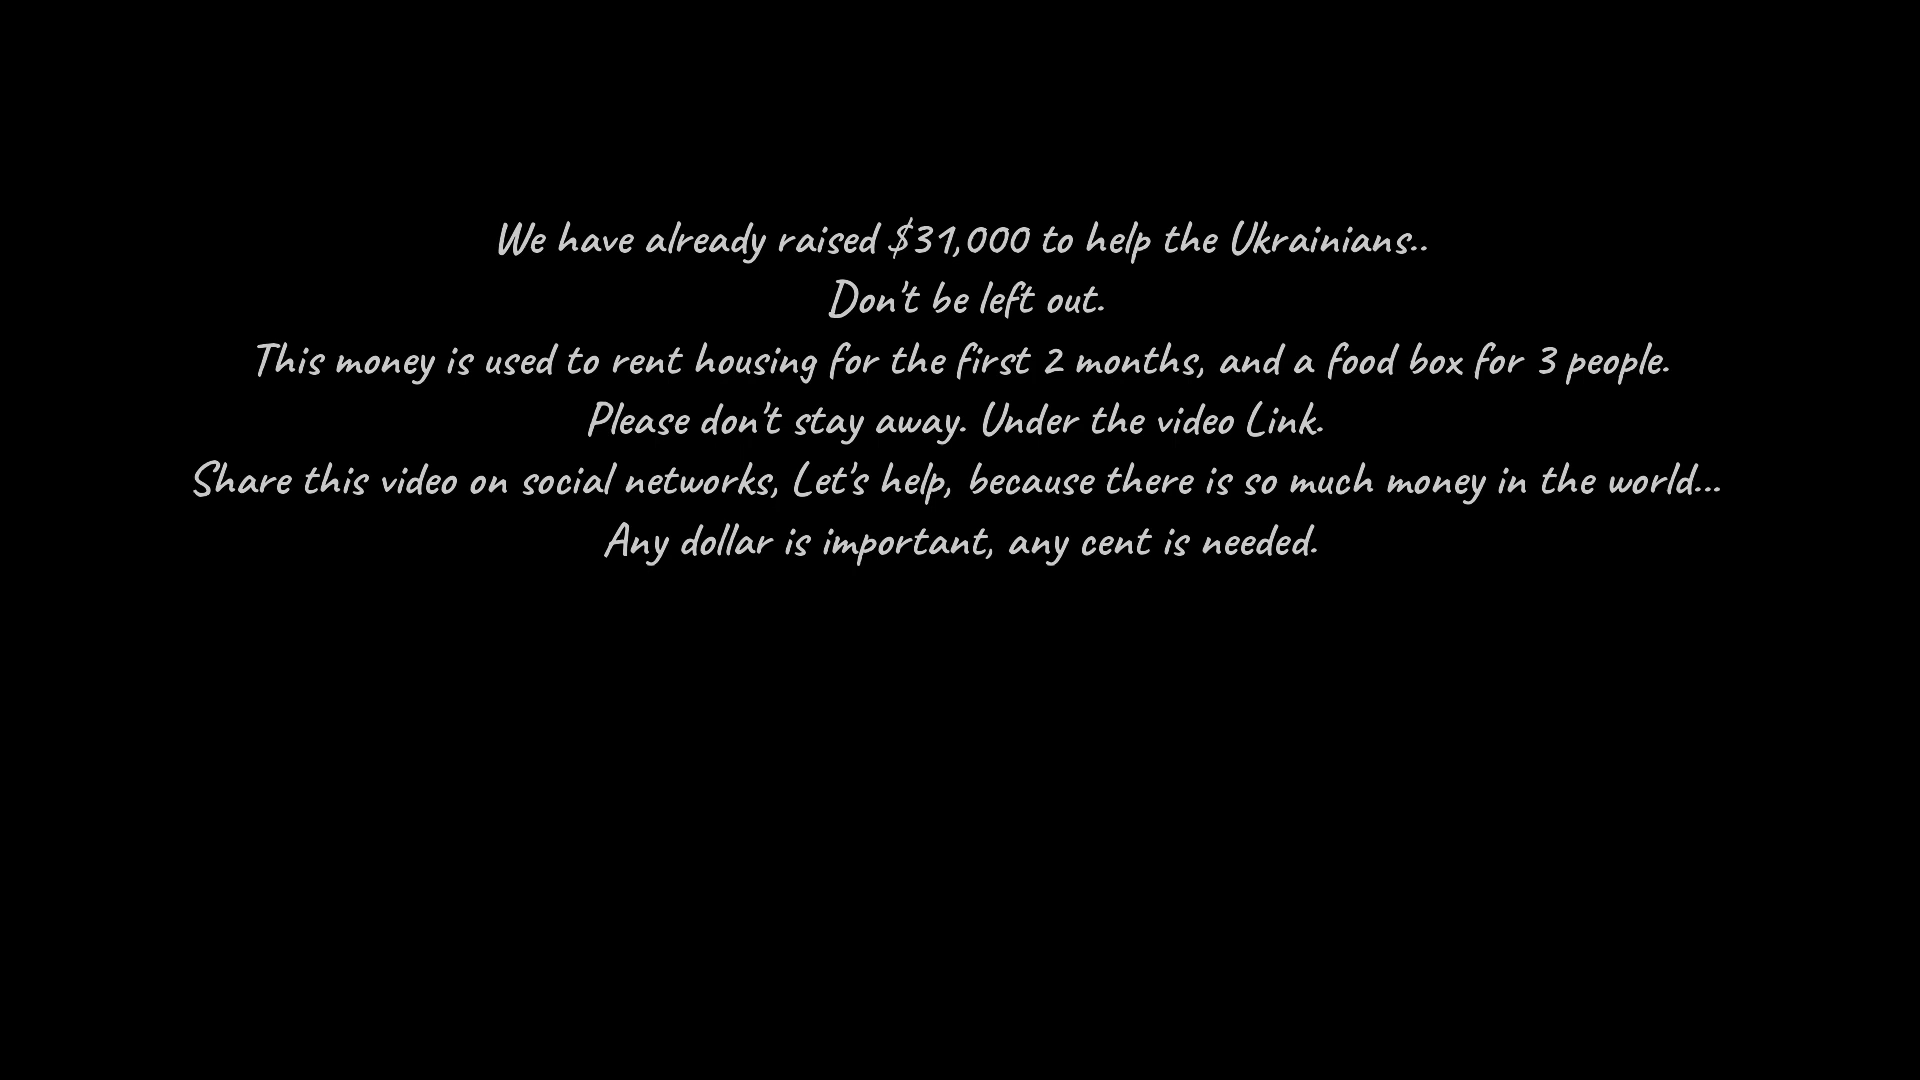 We have already raised $31,000 to help the Ukrainians..
Don't be left out.
This money is used to rent housing for the first 2 months, and a food box for 3 people.
Please don't stay away. Under the video Link.
Share this video on social networks, Let's help, because there is so much money in the world...
Any dollar is important, any cent is needed.